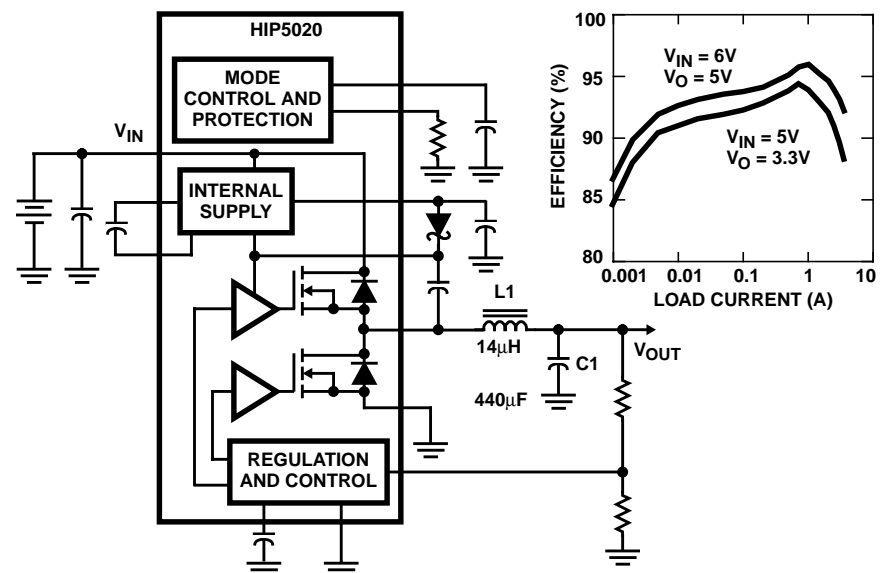 HIP5020
MODE
CONTROL AND
PROTECTION
V_IN
INTERNAL
SUPPLY
L1
14μH
V_OUT
C1
440μF
REGULATION
AND CONTROL
100
95
90
85
80
EFFICIENCY (%)
V_IN = 6V
V_O = 5V
V_IN = 5V
V_O = 3.3V
0.001 0.01 0.1 1 10
LOAD CURRENT (A)